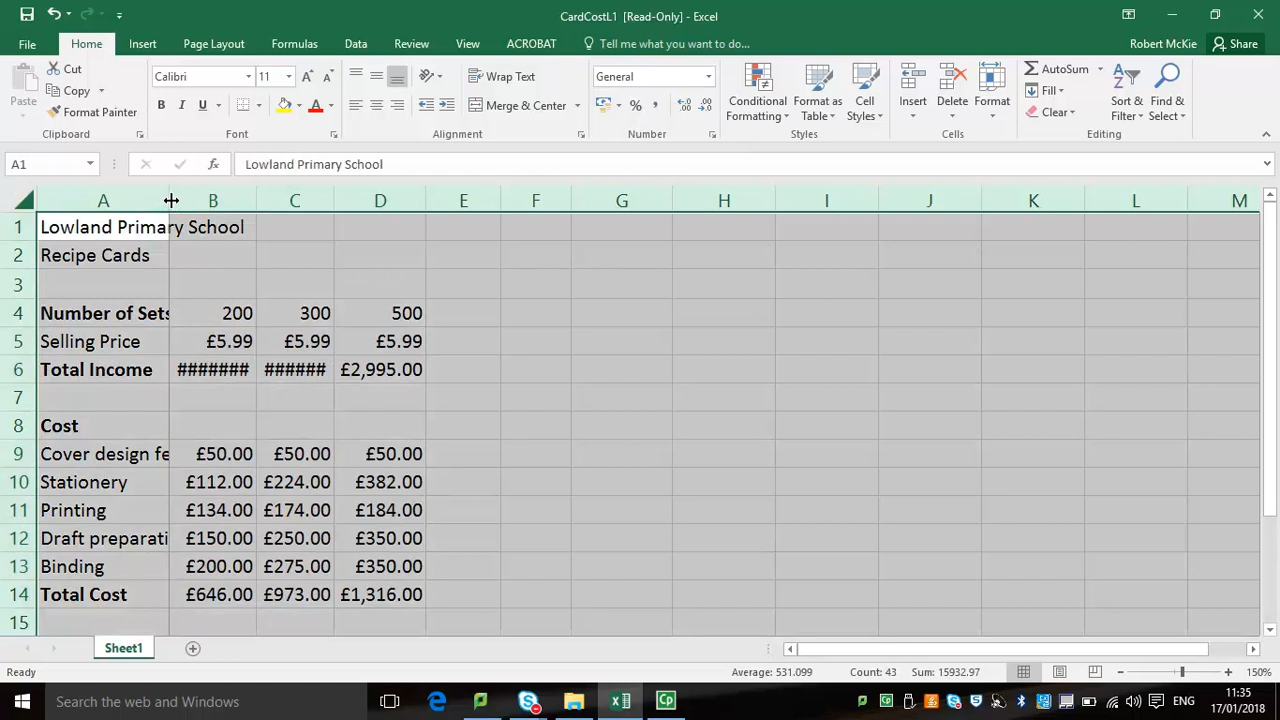 CardCostL1 [Read-Only] - Excel
File Home Insert Page Layout Formulas Data Review View ACROBAT Tell me what you want to do... Robert McKie Share
Paste
Cut
Copy
Format Painter
Clipboard
Calibri 11
B I U A
Font
Wrap Text
Merge & Center
Alignment
General
%
Number
Conditional Formatting
Format as Table
Cell Styles
Styles
Insert Delete Format
Cells
AutoSum
Fill
Clear
Sort & Filter
Find & Select
Editing
A1 fx Lowland Primary School
A B C D E F G H I J K L M
1 Lowland Primary School
2 Recipe Cards
3
4 Number of Sets 200 300 500
5 Selling Price £5.99 £5.99 £5.99
6 Total Income ####### ###### £2,995.00
7
8 Cost
9 Cover design fe £50.00 £50.00 £50.00
10 Stationery £112.00 £224.00 £382.00
11 Printing £134.00 £174.00 £184.00
12 Draft preparati £150.00 £250.00 £350.00
13 Binding £200.00 £275.00 £350.00
14 Total Cost £646.00 £973.00 £1,316.00
15
Sheet1
Ready Average: 531.099 Count: 43 Sum: 15932.97 150%
Search the web and Windows Cp ENG 11:35
17/01/2018